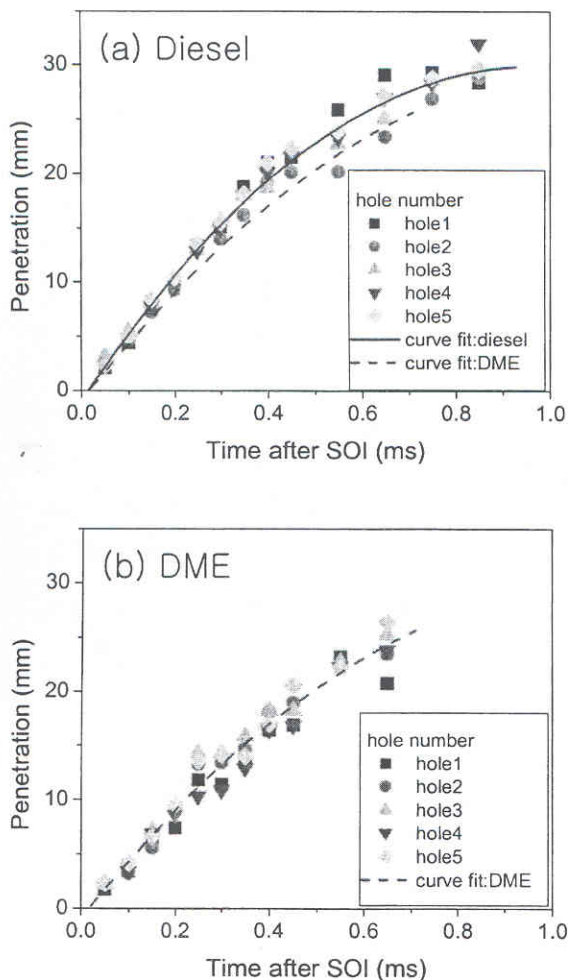 (a) Diesel
30
20
10
0
Penetration (mm)
hole number
hole1
hole2
hole3
hole4
hole5
curve fit:diesel
curve fit:DME
0.0 0.2 0.4 0.6 0.8 1.0
Time after SOI (ms)
(b) DME
30
20
10
0
Penetration (mm)
hole number
hole1
hole2
hole3
hole4
hole5
curve fit:DME
0.0 0.2 0.4 0.6 0.8 1.0
Time after SOI (ms)